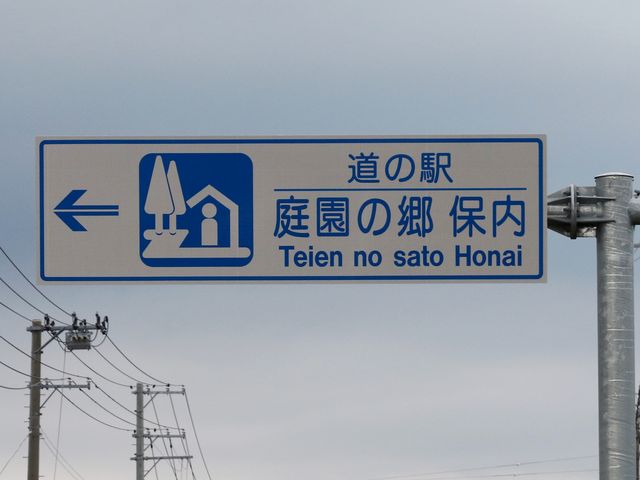 道の駅
庭園の郷 保内
Teien no sato Honai